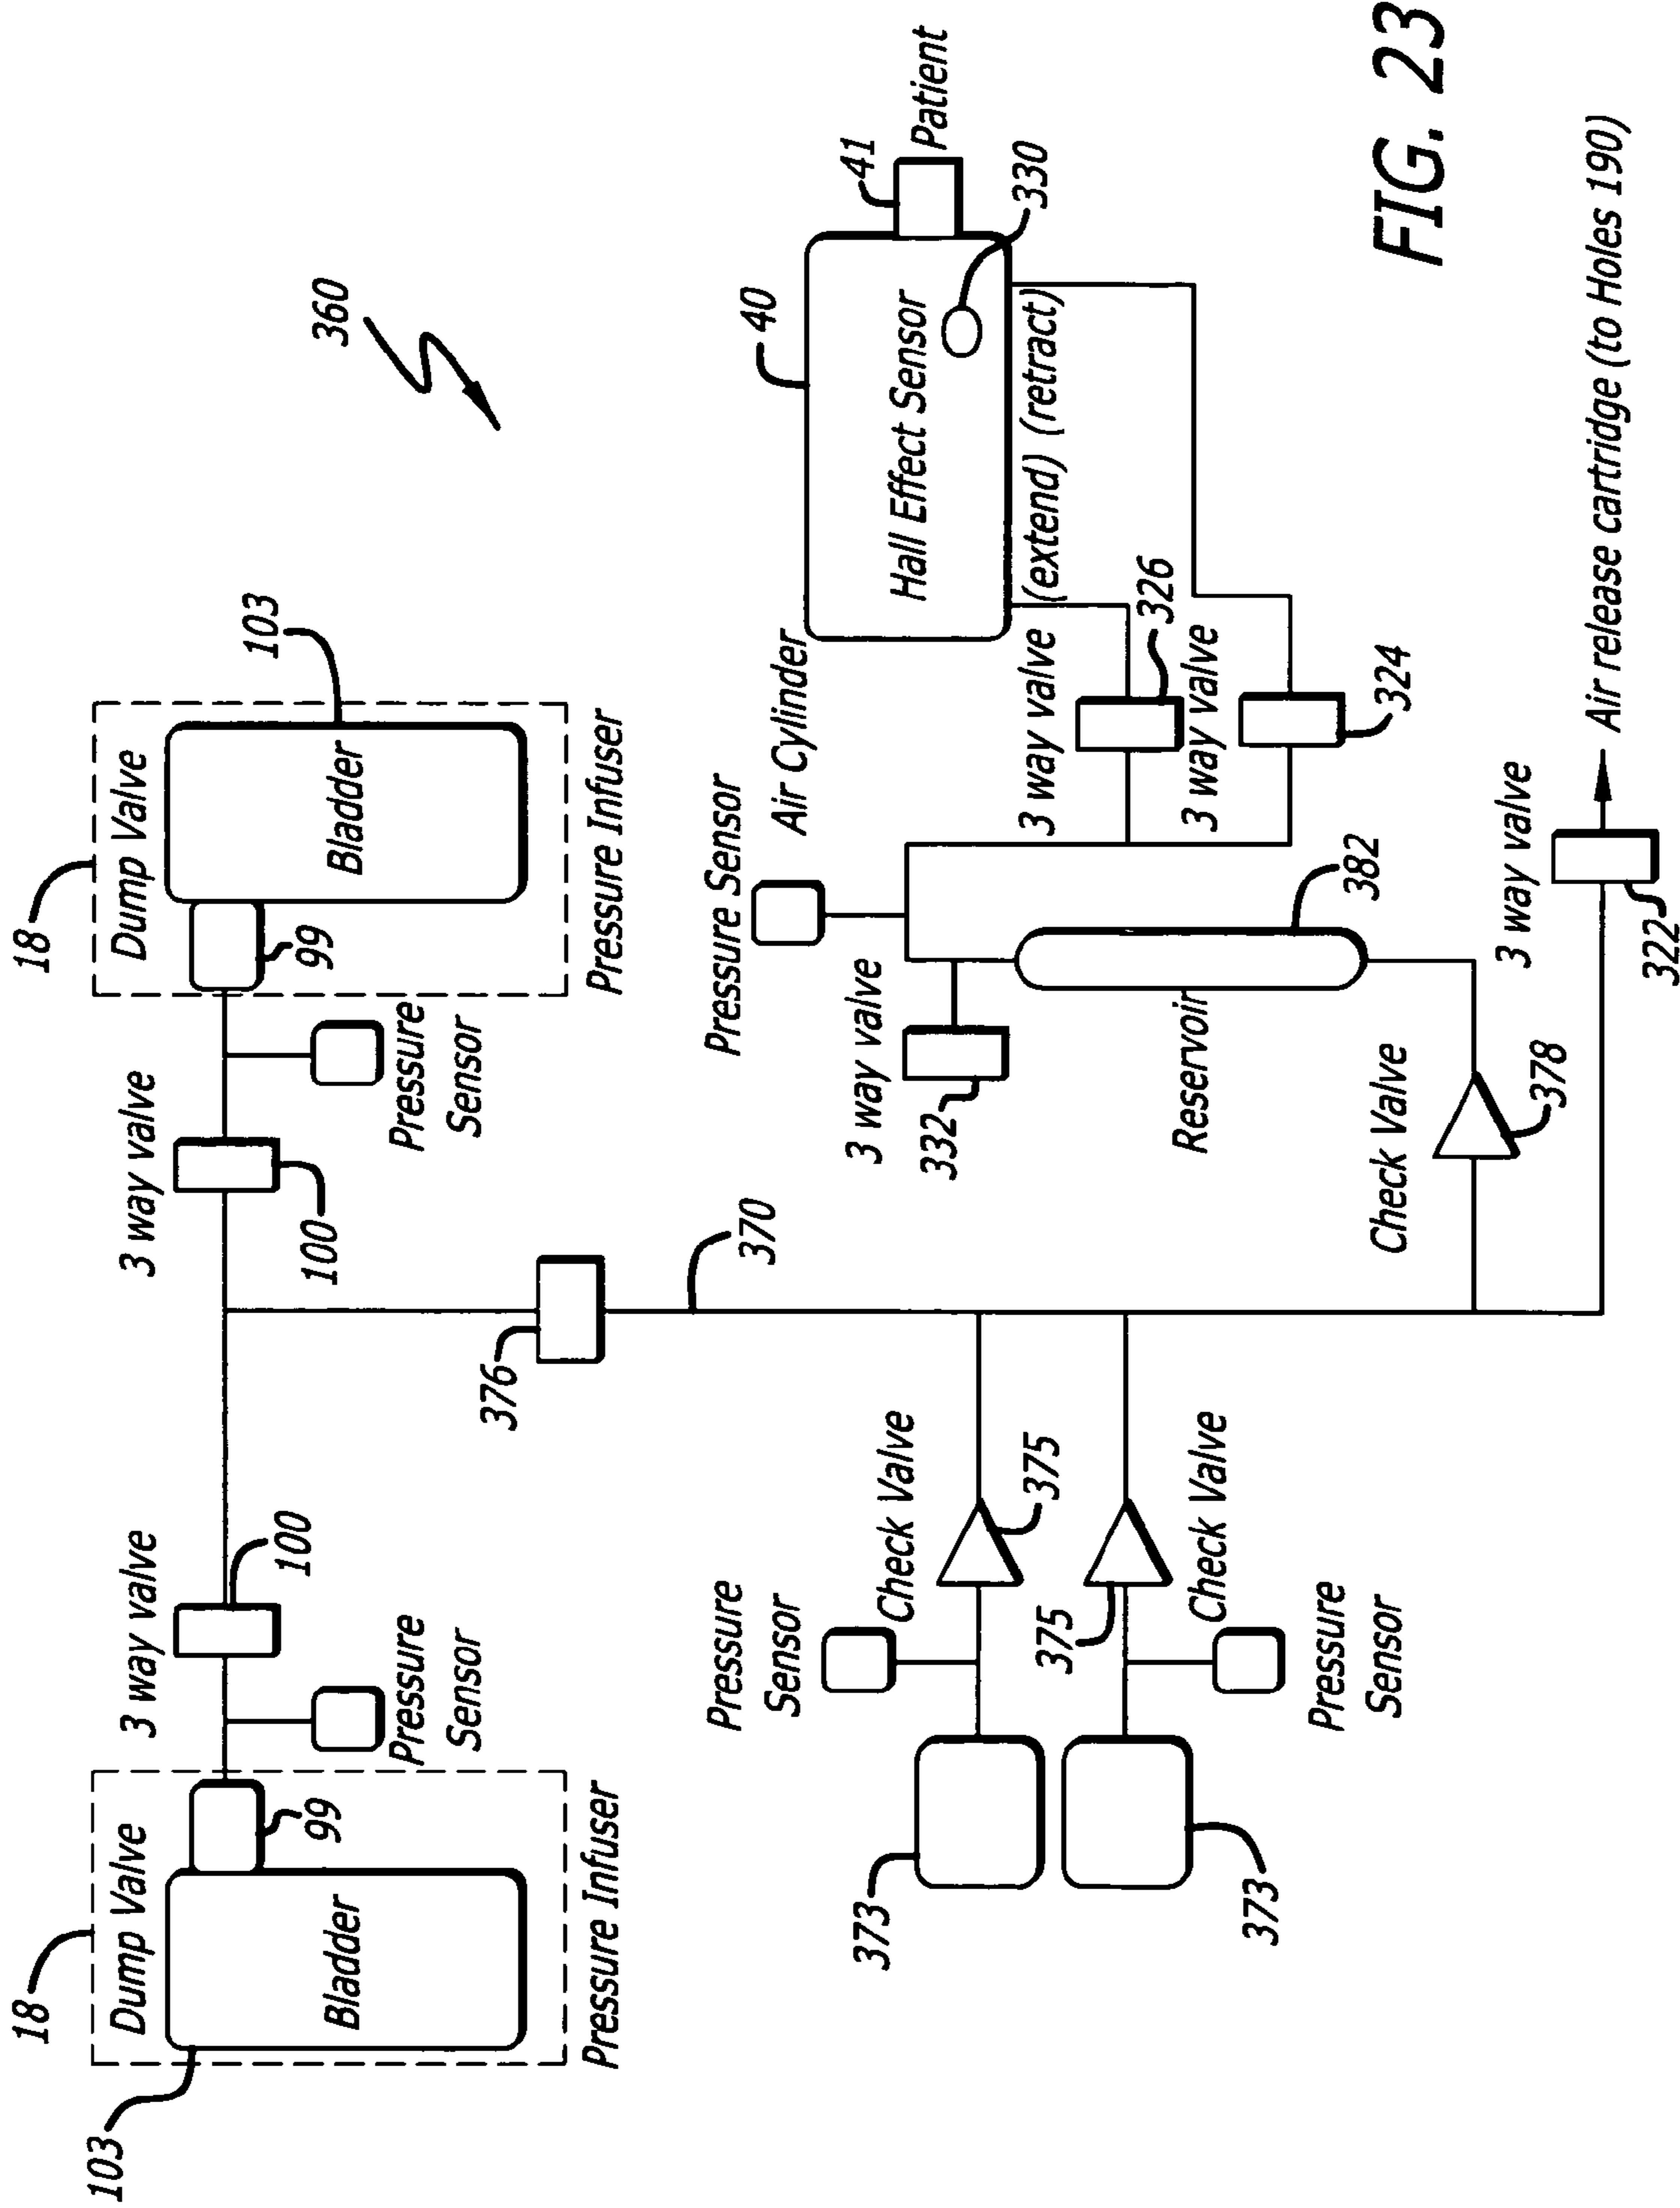 18
Dump Valve
103
Bladder
99
Pressure Infuser
3 way valve
100
Pressure
Sensor
3 way valve
100
Pressure
Sensor
18
Dump Valve
99
Bladder
103
Pressure Infuser
360
376
370
373
373
Pressure
Sensor
Check Valve
375
375
Check Valve
Pressure
Sensor
Pressure Sensor
3 way valve
332
Reservoir
382
Check Valve
378
Air Cylinder
40
Hall Effect Sensor
41
Patient
330
(extend) (retract)
3 way valve
326
3 way valve
324
3 way valve
322
Air release cartridge (to Holes 190)
FIG. 23